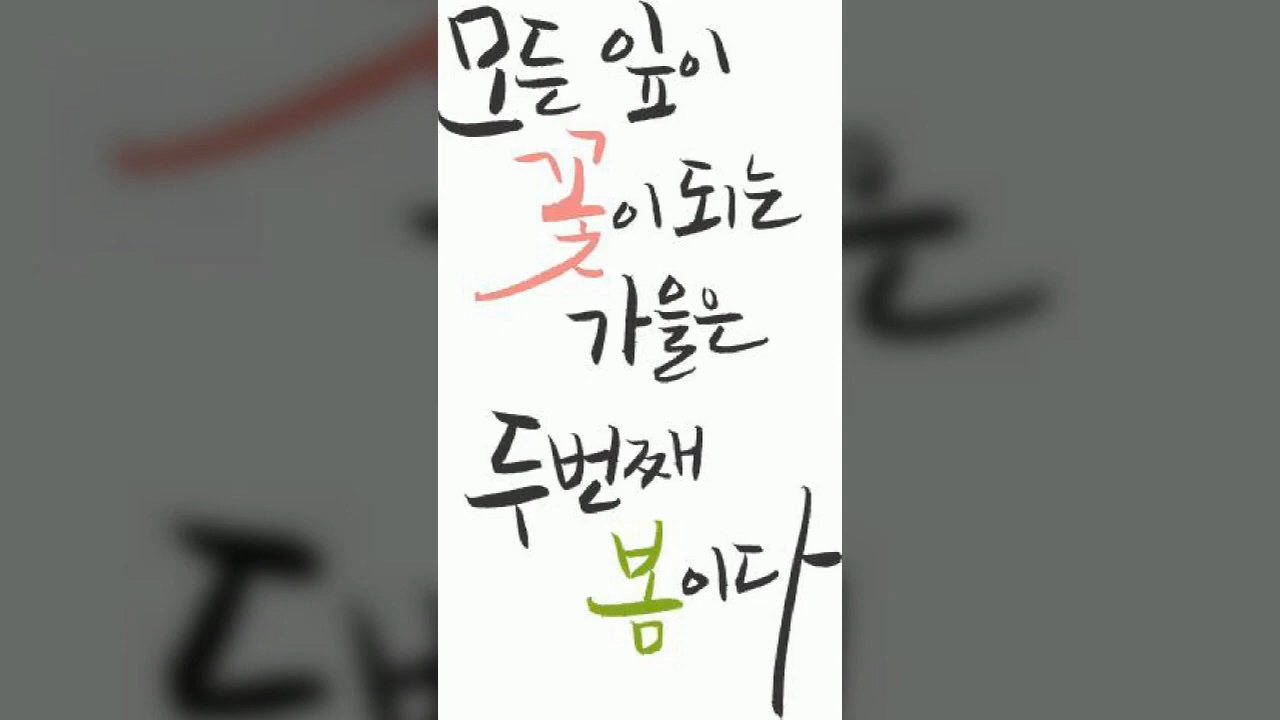 모든 잎이
꽃이 되는
가을은
두번째
봄이다